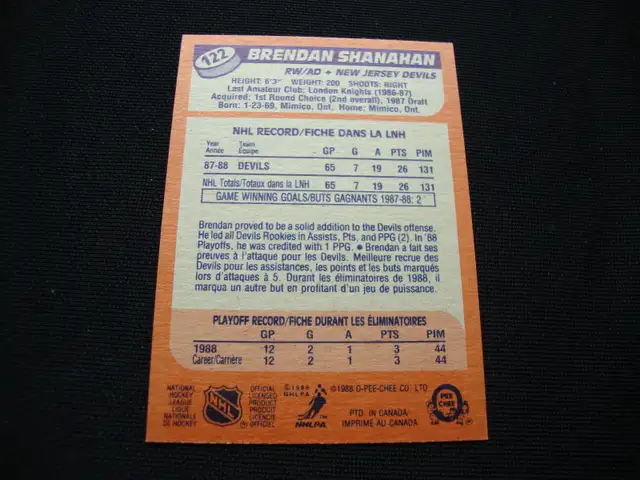 122
BRENDAN SHANAHAN
RW/AD • NEW JERSEY DEVILS
HEIGHT: 6'3" WEIGHT: 200 SHOOTS: RIGHT
Last Amateur Club: London Knights (1986-87)
Acquired: 1st Round Choice (2nd overall), 1987 Draft
Born: 1-23-69, Mimico, Ont. Home: Mimico, Ont.
NHL RECORD/FICHE DANS LA LNH
Year Team GP G A PTS PIM
Année Équipe
87-88 DEVILS 65 7 19 26 131
NHL Totals/Totaux dans la LNH 65 7 19 26 131
GAME WINNING GOALS/BUTS GAGNANTS 1987-88: 2
Brendan proved to be a solid addition to the Devils offense.
He led all Devils Rookies in Assists, Pts, and PPG (2). In '88
Playoffs, he was credited with 1 PPG. • Brendan a fait ses
preuves à l'attaque pour les Devils. Meilleure recrue des
Devils pour les assistances, les points et les buts marqués
lors d'attaques à 5. Durant les éliminatoires de 1988, il
marqua un autre but en profitant d'un jeu de puissance.
PLAYOFF RECORD/FICHE DURANT LES ÉLIMINATOIRES
GP G A PTS PIM
1988 12 2 1 3 44
Career/Carrière 12 2 1 3 44
NATIONAL
HOCKEY
LEAGUE
LIGUE
NATIONALE
DE HOCKEY
NHL
OFFICIAL
LICENSED
PRODUCT
PRODUIT
LICENCIÉ
OFFICIEL
© 1988
NHLPA
NHLPA
© 1988 O-PEE-CHEE CO. LTD
PTD. IN CANADA
IMPRIMÉ AU CANADA
O PEE CHEE